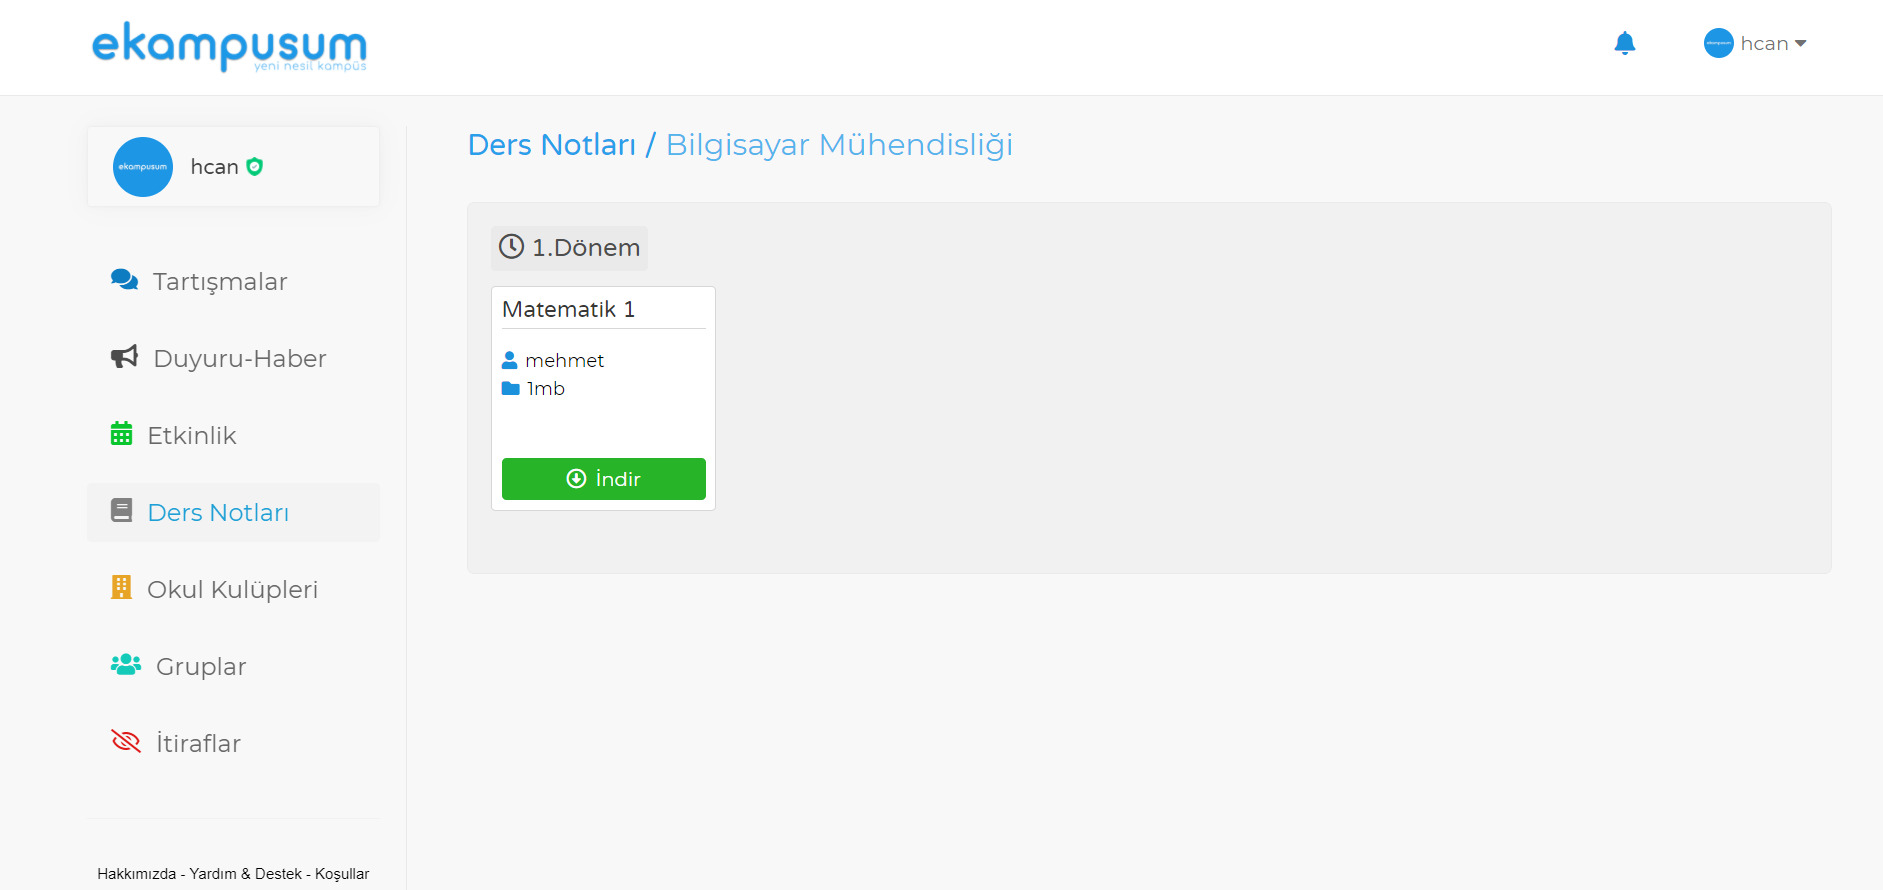 ekampusum
yeni nesil kampüs
hcan
ekampusum
hcan
Tartışmalar
Duyuru-Haber
Etkinlik
Ders Notları
Okul Kulüpleri
Gruplar
İtiraflar
Hakkımızda - Yardım & Destek - Koşullar
Ders Notları / Bilgisayar Mühendisliği
1.Dönem
Matematik 1
mehmet
1mb
İndir